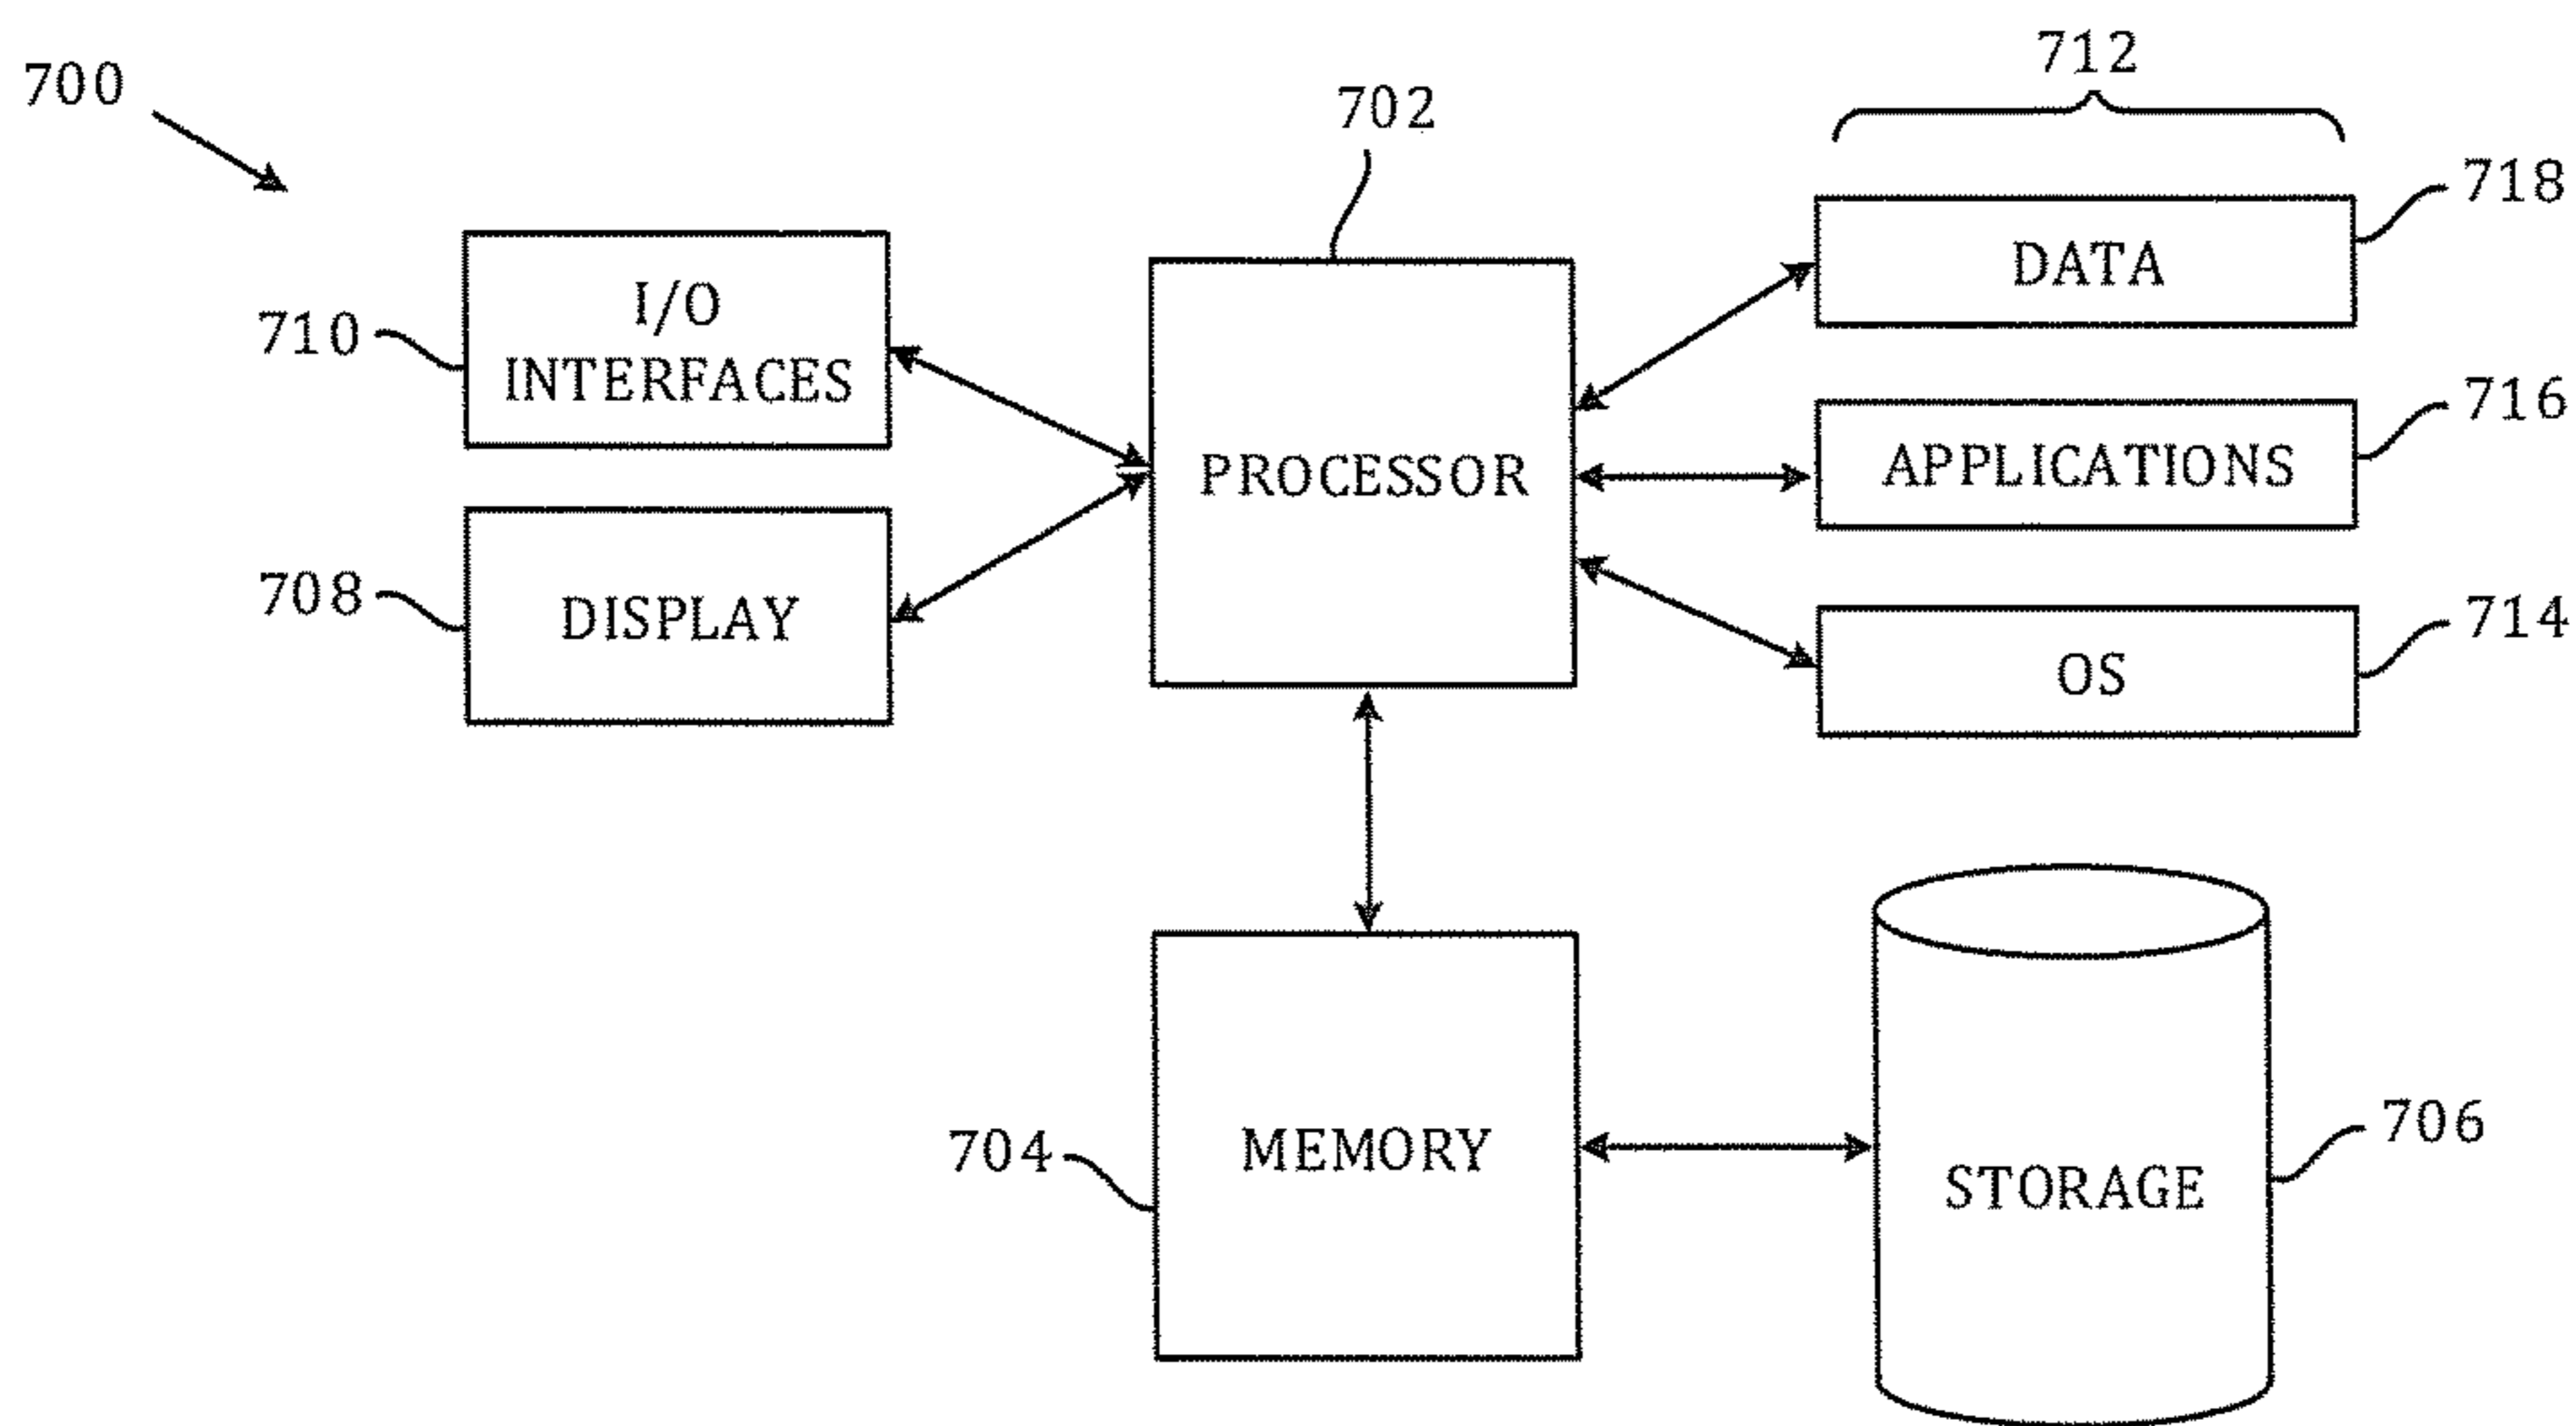 700
702
712
718
I/O
INTERFACES
710
DATA
716
PROCESSOR
APPLICATIONS
708
DISPLAY
714
OS
704
MEMORY
706
STORAGE